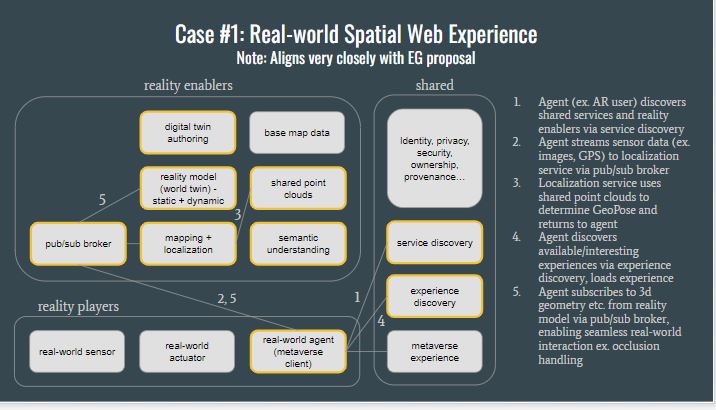 Case #1: Real-world Spatial Web Experience
Note: Aligns very closely with EG proposal
reality enablers
digital twin
authoring
base map data
reality model
(world twin) -
static + dynamic
shared point
clouds
5
3
pub/sub broker
mapping +
localization
semantic
understanding
2, 5
reality players
real-world sensor
real-world
actuator
real-world agent
(metaverse
client)
1
4
shared
Identity, privacy,
security,
ownership,
provenance...
service discovery
experience
discovery
metaverse
experience
1. Agent (ex. AR user) discovers
shared services and reality
enablers via service discovery
2. Agent streams sensor data (ex.
images, GPS) to localization
service via pub/sub broker
3. Localization service uses
shared point clouds to
determine GeoPose and
returns to agent
4. Agent discovers
available/interesting
experiences via experience
discovery, loads experience
5. Agent subscribes to 3d
geometry etc. from reality
model via pub/sub broker,
enabling seamless real-world
interaction ex. occlusion
handling